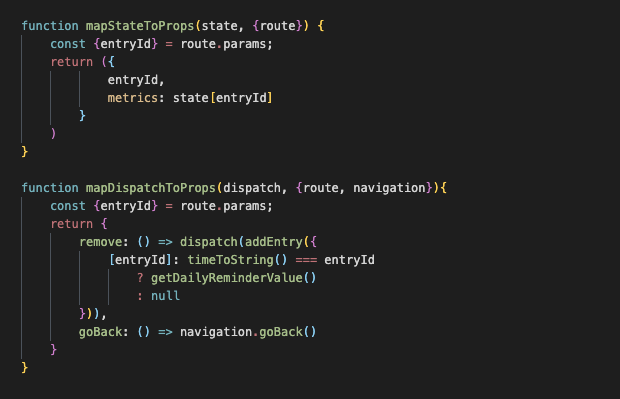 function mapStateToProps(state, {route}) {
    const {entryId} = route.params;
    return ({
            entryId,
            metrics: state[entryId]
        }
    )
}

function mapDispatchToProps(dispatch, {route, navigation}){
    const {entryId} = route.params;
    return {
        remove: () => dispatch(addEntry({
            [entryId]: timeToString() === entryId
                ? getDailyReminderValue()
                : null
        })),
        goBack: () => navigation.goBack()
    }
}